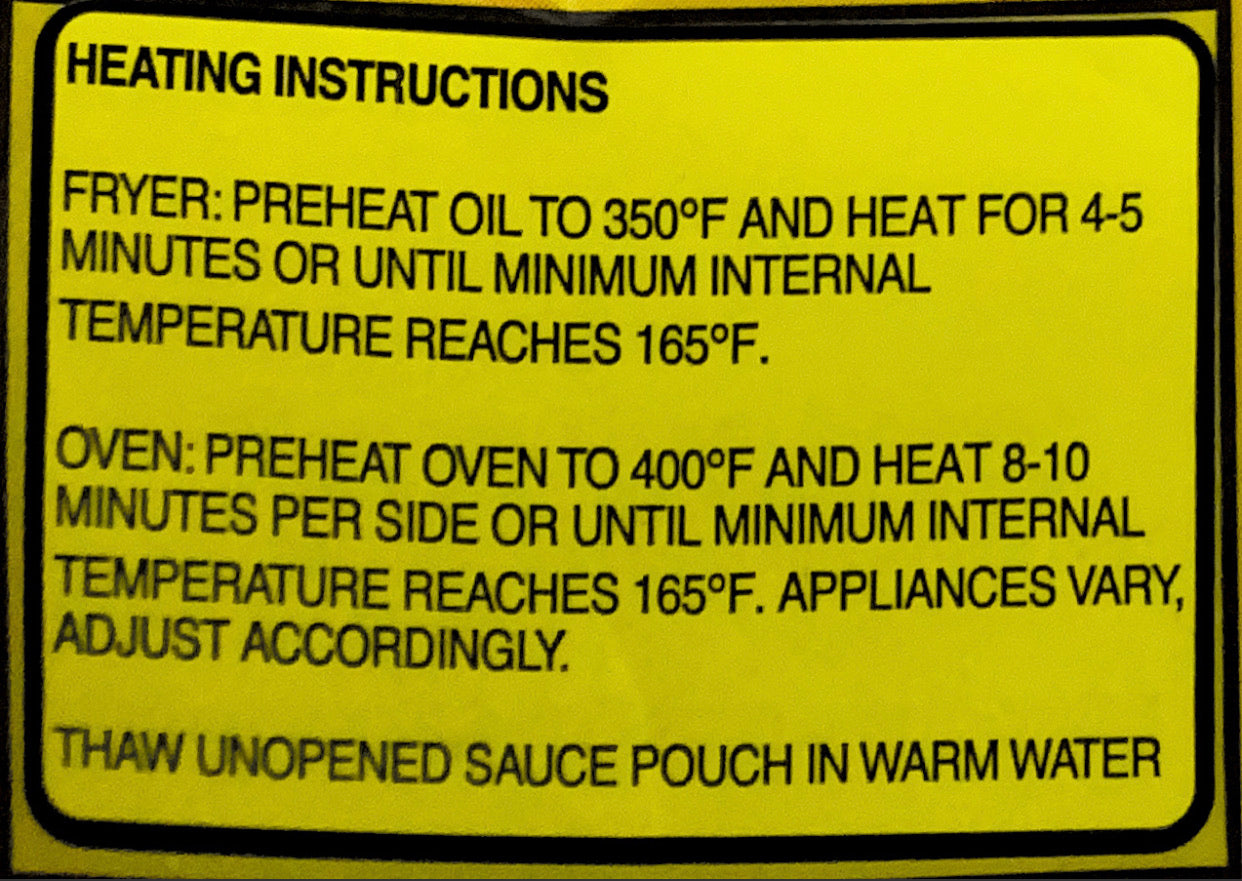 HEATING INSTRUCTIONS
FRYER: PREHEAT OIL TO 350°F AND HEAT FOR 4-5
MINUTES OR UNTIL MINIMUM INTERNAL
TEMPERATURE REACHES 165°F.
OVEN: PREHEAT OVEN TO 400°F AND HEAT 8-10
MINUTES PER SIDE OR UNTIL MINIMUM INTERNAL
TEMPERATURE REACHES 165°F. APPLIANCES VARY,
ADJUST ACCORDINGLY.
THAW UNOPENED SAUCE POUCH IN WARM WATER